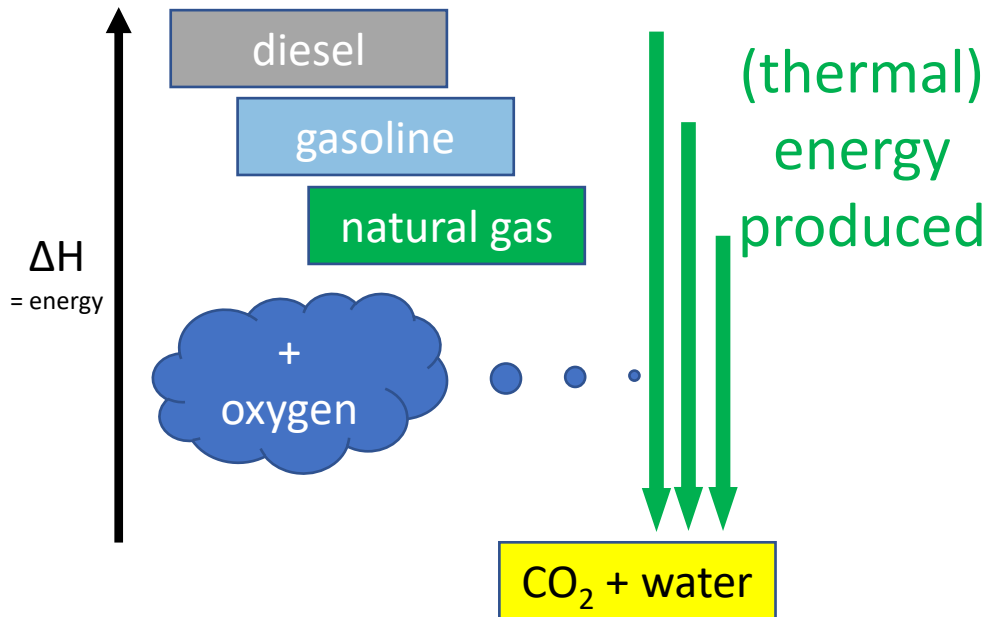 diesel
gasoline
natural gas
ΔH
= energy
+
oxygen
(thermal)
energy
produced
CO₂ + water